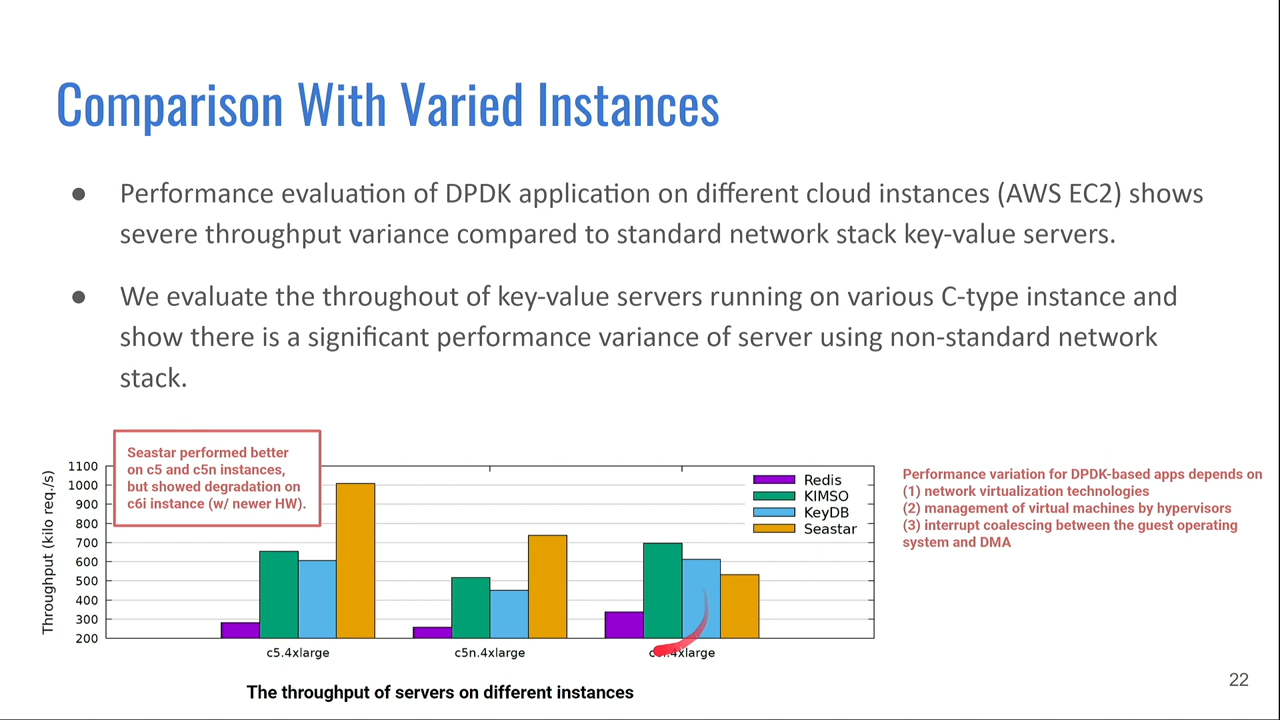 Comparison With Varied Instances
● Performance evaluation of DPDK application on different cloud instances (AWS EC2) shows
severe throughput variance compared to standard network stack key-value servers.
● We evaluate the throughout of key-value servers running on various C-type instance and
show there is a significant performance variance of server using non-standard network
stack.
Seastar performed better
on c5 and c5n instances,
but showed degradation on
c6i instance (w/ newer HW).
Throughput (kilo req./s)
1100
1000
900
800
700
600
500
400
300
200
Redis
KIMSO
KeyDB
Seastar
c5.4xlarge
c5n.4xlarge
4xlarge
Performance variation for DPDK-based apps depends on
(1) network virtualization technologies
(2) management of virtual machines by hypervisors
(3) interrupt coalescing between the guest operating
system and DMA
The throughput of servers on different instances
22